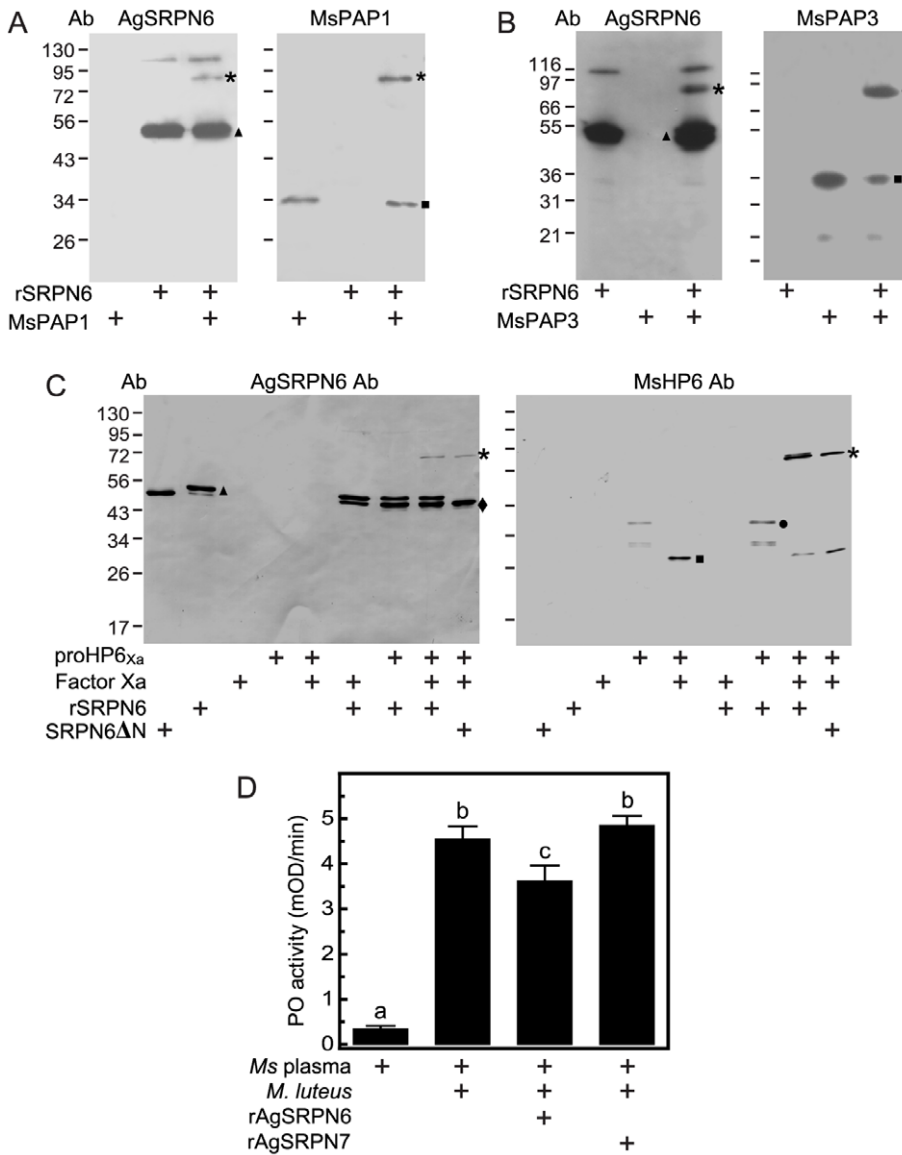 A
Ab AgSRPN6 MsPAP1
130
95
72
56
43
34
26
*
*
rSRPN6 + + + +
MsPAP1 + + + +
B
Ab AgSRPN6 MsPAP3
116
97
66
55
36
31
21
*
rSRPN6 + + + +
MsPAP3 + + + +
C
Ab AgSRPN6 Ab MsHP6 Ab
130
95
72
56
43
34
26
17
*
*
proHP6Xa + + + + + + + + + +
Factor Xa + + + + + + + + + +
rSRPN6 + + + + + + + +
SRPN6ΔN + + + +
D
PO activity (mOD/min)
5
4
3
2
1
0
a
b
c
b
Ms plasma + + + +
M. luteus + + +
rAgSRPN6 +
rAgSRPN7 +